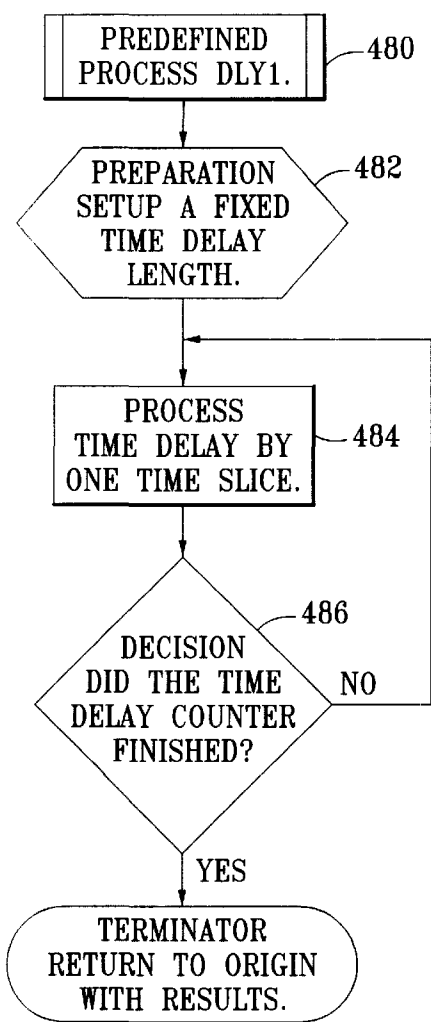 PREDEFINED
PROCESS DLY1.
480
PREPARATION
SETUP A FIXED
TIME DELAY
LENGTH.
482
PROCESS
TIME DELAY BY
ONE TIME SLICE.
484
486
DECISION
DID THE TIME
DELAY COUNTER
FINISHED?
NO
YES
TERMINATOR
RETURN TO ORIGIN
WITH RESULTS.